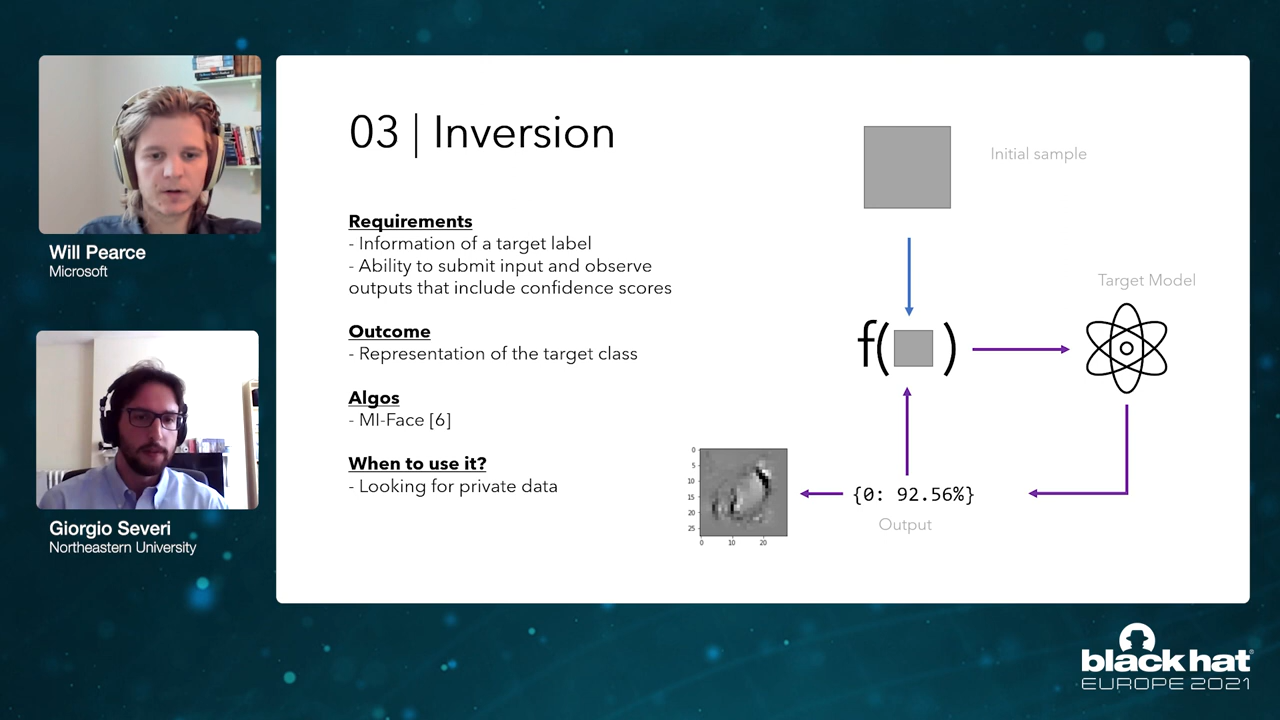 03 | Inversion
Initial sample
Requirements
- Information of a target label
- Ability to submit input and observe
outputs that include confidence scores
Will Pearce
Microsoft
Target Model
Outcome
- Representation of the target class
f( )
Algos
- MI-Face [6]
When to use it?
- Looking for private data
0
5
10
15
20
25
0 10 20
{0: 92.56%}
Output
Giorgio Severi
Northeastern University
black hat
EUROPE 2021